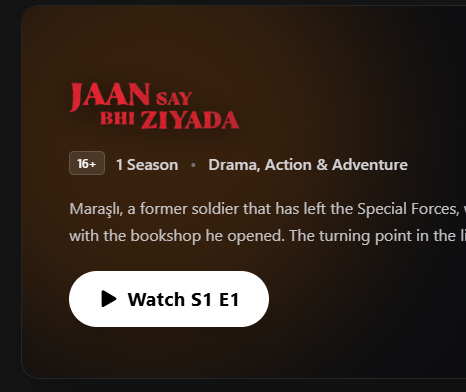 JAAN SAY
BHI ZIYADA
16+ 1 Season • Drama, Action & Adventure
Maraşlı, a former soldier that has left the Special Forces,
with the bookshop he opened. The turning point in the
Watch S1 E1